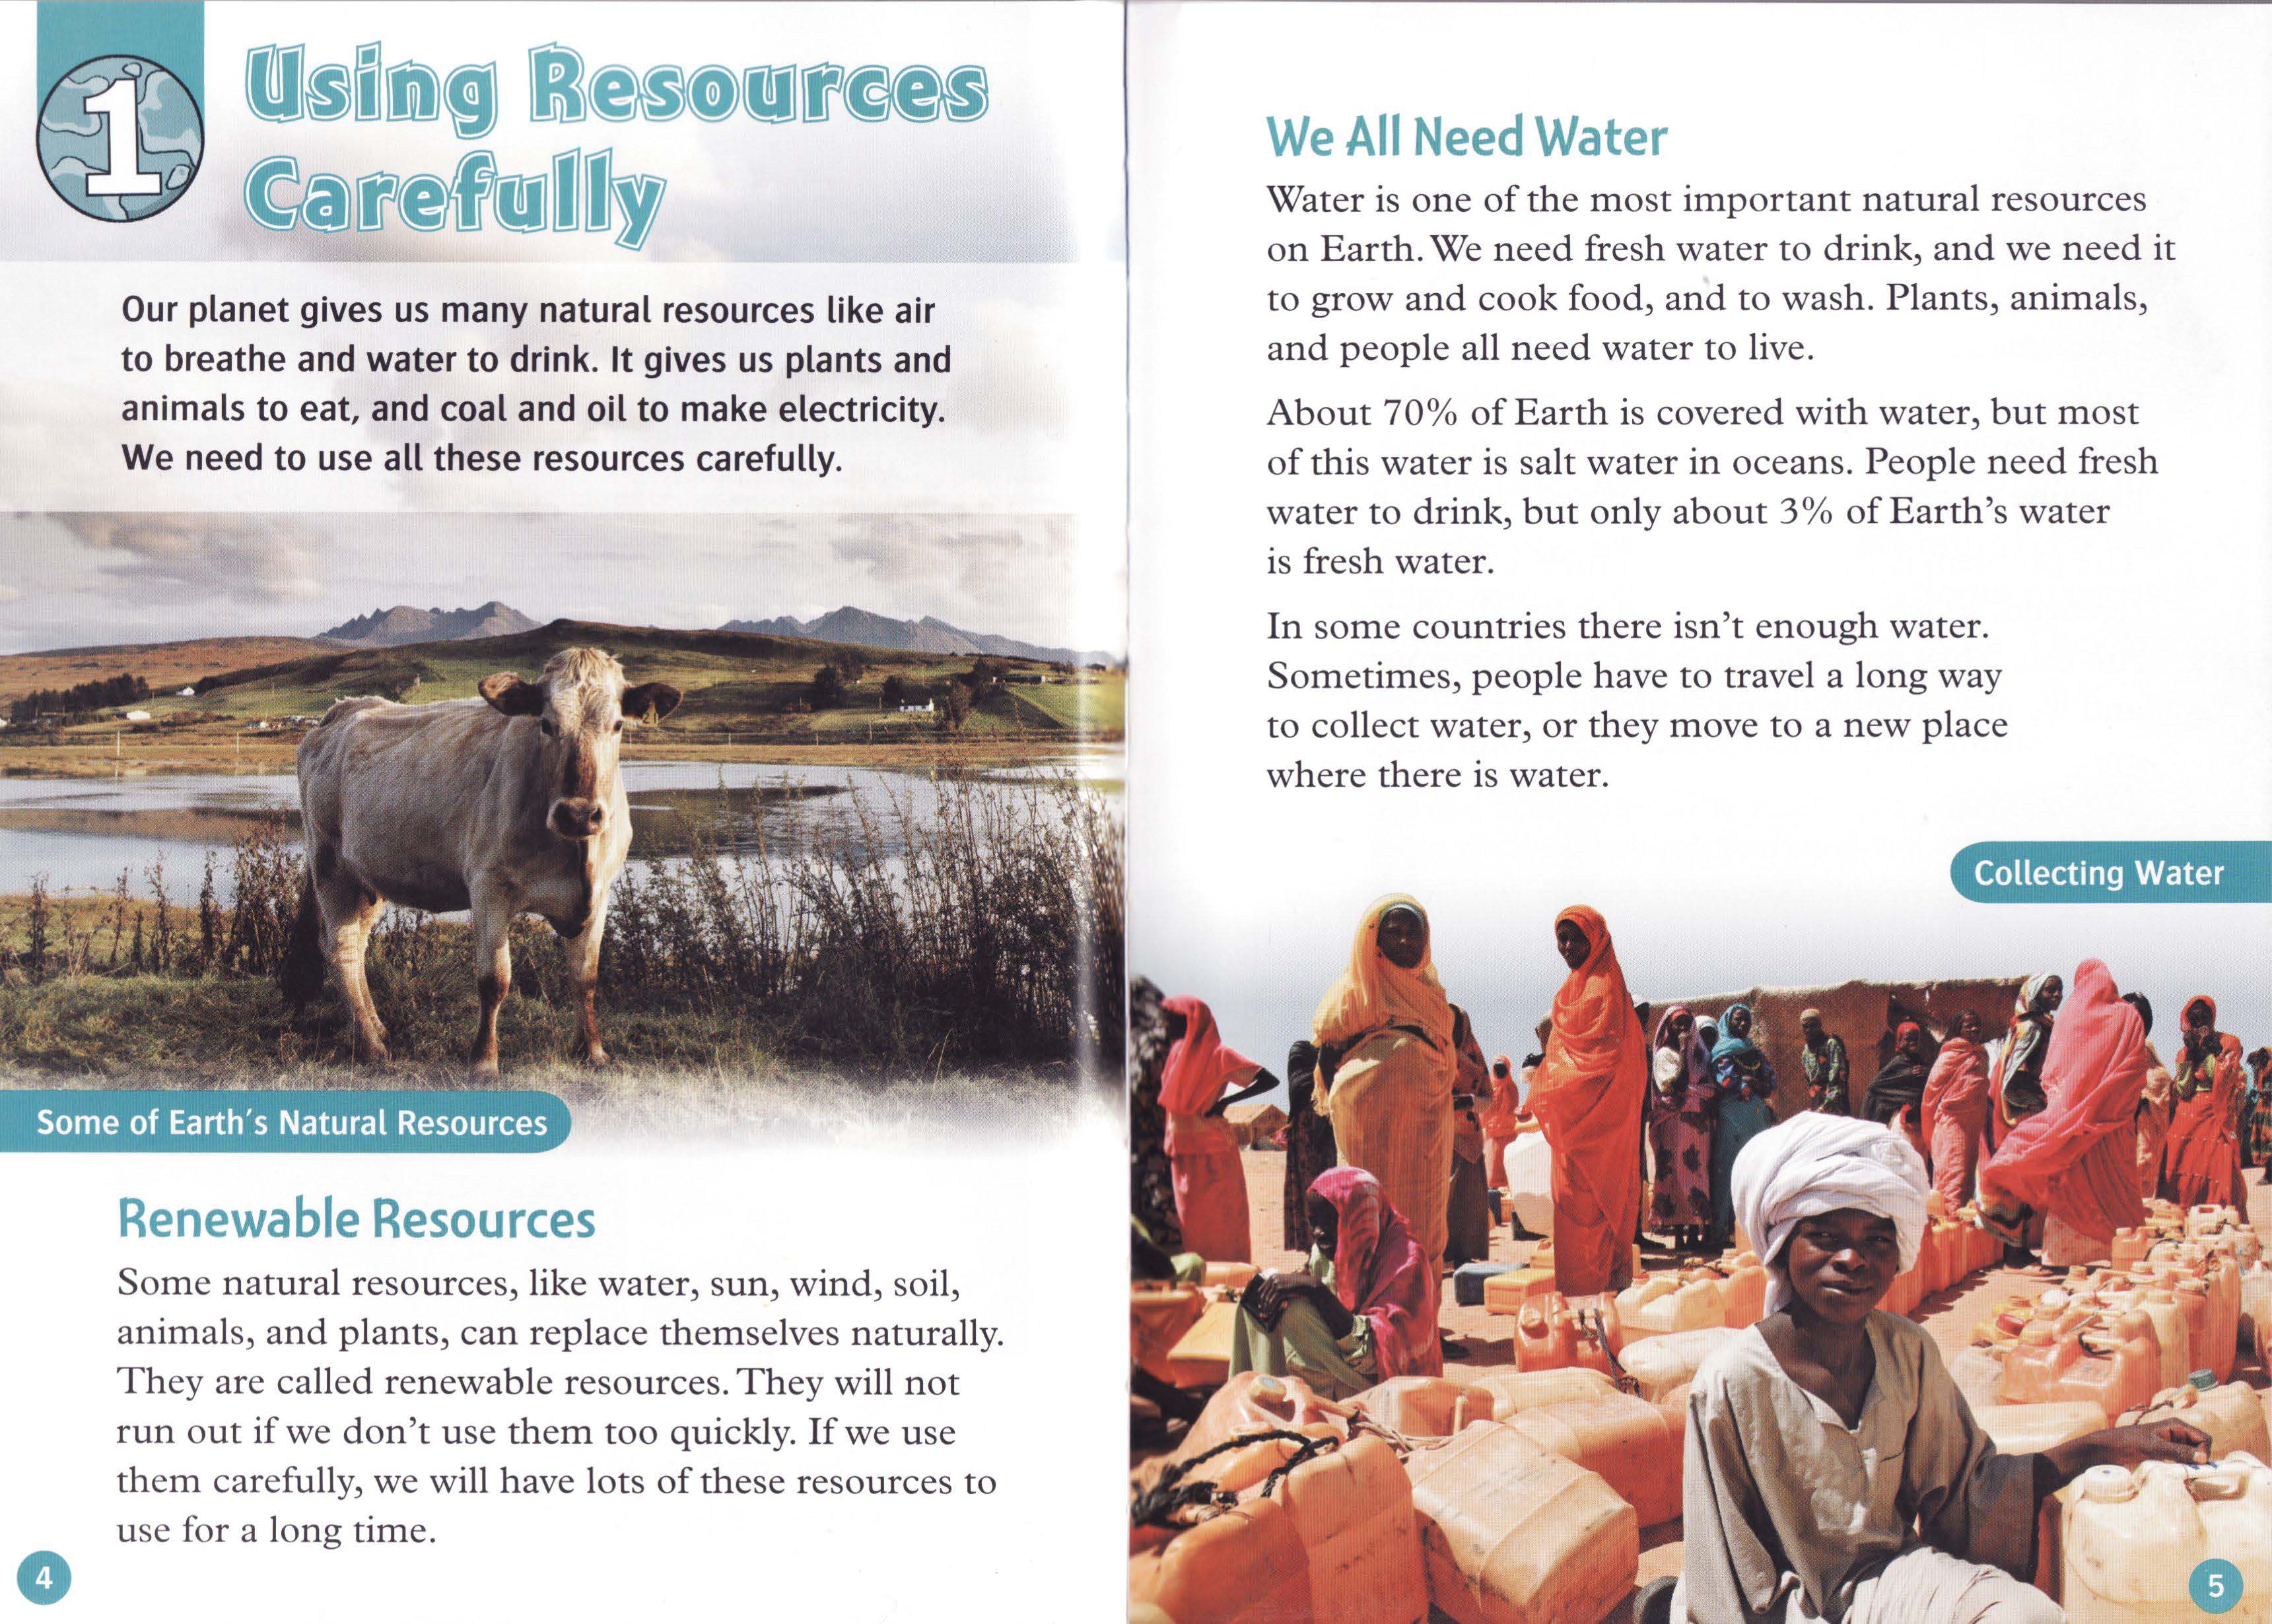 1
Using Resources
Carefully
Our planet gives us many natural resources like air
to breathe and water to drink. It gives us plants and
animals to eat, and coal and oil to make electricity.
We need to use all these resources carefully.
21
Some of Earth's Natural Resources
Renewable Resources
Some natural resources, like water, sun, wind, soil,
animals, and plants, can replace themselves naturally.
They are called renewable resources. They will not
run out if we don't use them too quickly. If we use
them carefully, we will have lots of these resources to
use for a long time.
4
We All Need Water
Water is one of the most important natural resources
on Earth. We need fresh water to drink, and we need it
to grow and cook food, and to wash. Plants, animals,
and people all need water to live.
About 70% of Earth is covered with water, but most
of this water is salt water in oceans. People need fresh
water to drink, but only about 3% of Earth's water
is fresh water.
In some countries there isn't enough water.
Sometimes, people have to travel a long way
to collect water, or they move to a new place
where there is water.
Collecting Water
5